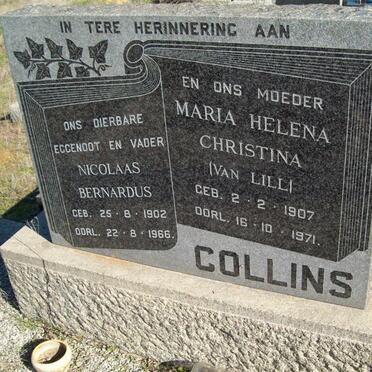 IN TERE HERINNERING AAN
ONS DIERBARE
EGGENOOT EN VADER
NICOLAAS
BERNARDUS
GEB. 25-8-1902
OORL. 22-8-1966.
EN ONS MOEDER
MARIA HELENA
CHRISTINA
(VAN LILL)
GEB. 2-2-1907
OORL. 16-10-1971.
COLLINS